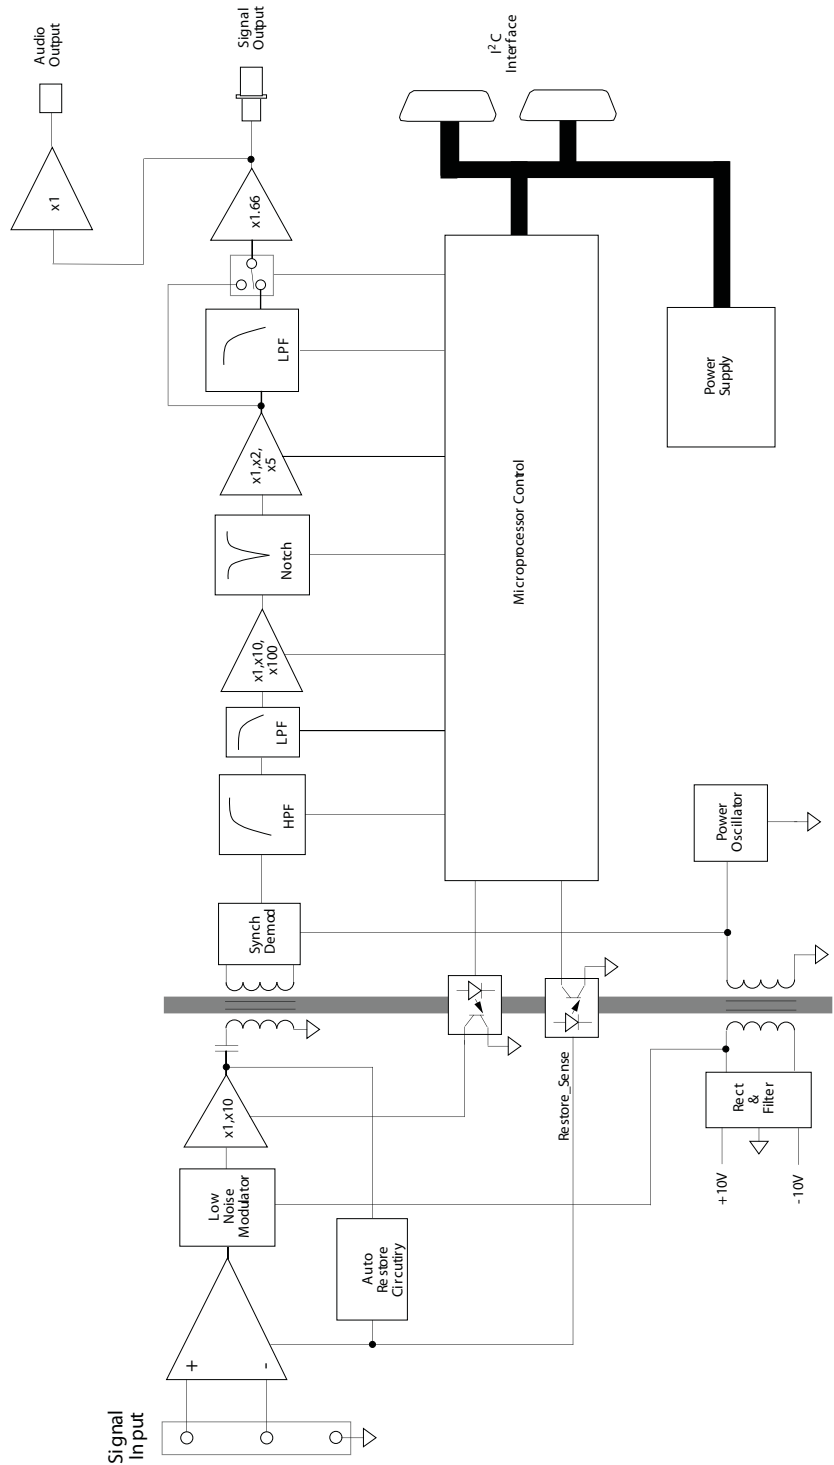 Audio
Output
Signal
Output
I²C
Interface
x1
x1.66
LPF
x1,x2,
x5
Notch
x1,x10,
x100
LPF
HPF
Synch
Demod
Microprocessor Control
Power
Supply
Power
Oscillator
x1,x10
Low
Noise
Modulator
Auto
Restore
Circutiry
Restore_Sense
Rect
&
Filter
+10V
-10V
+
-
Signal
Input